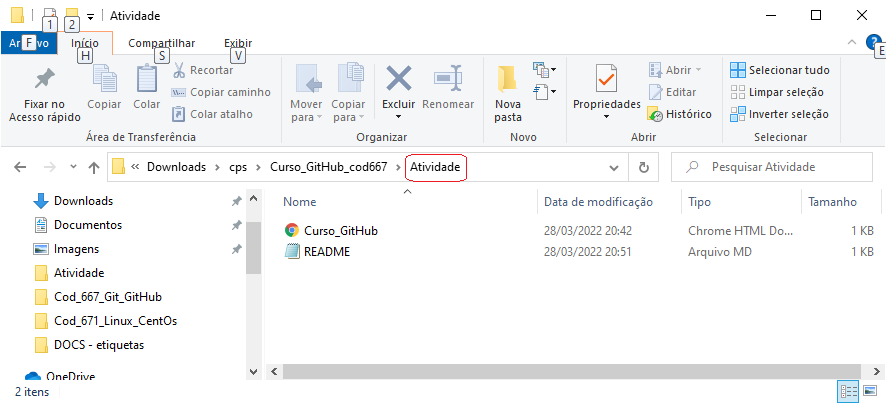 Atividade
1
2
Arquivo
F
Início
H
Compartilhar
S
Exibir
V
E
Fixar no
Acesso rápido
Copiar
Colar
Recortar
Copiar caminho
Colar atalho
Área de Transferência
Mover
para
Copiar
para
Excluir
Renomear
Organizar
Nova
pasta
Novo
Propriedades
Abrir
Editar
Histórico
Abrir
Selecionar tudo
Limpar seleção
Inverter seleção
Selecionar
« Downloads > cps > Curso_GitHub_cod667 > Atividade
Pesquisar Atividade
Downloads
Documentos
Imagens
Atividade
Cod_667_Git_GitHub
Cod_671_Linux_CentOs
DOCS - etiquetas
OneDrive
Nome Data de modificação Tipo Tamanho
Curso_GitHub 28/03/2022 20:42 Chrome HTML Do... 1 KB
README 28/03/2022 20:51 Arquivo MD 1 KB
2 itens